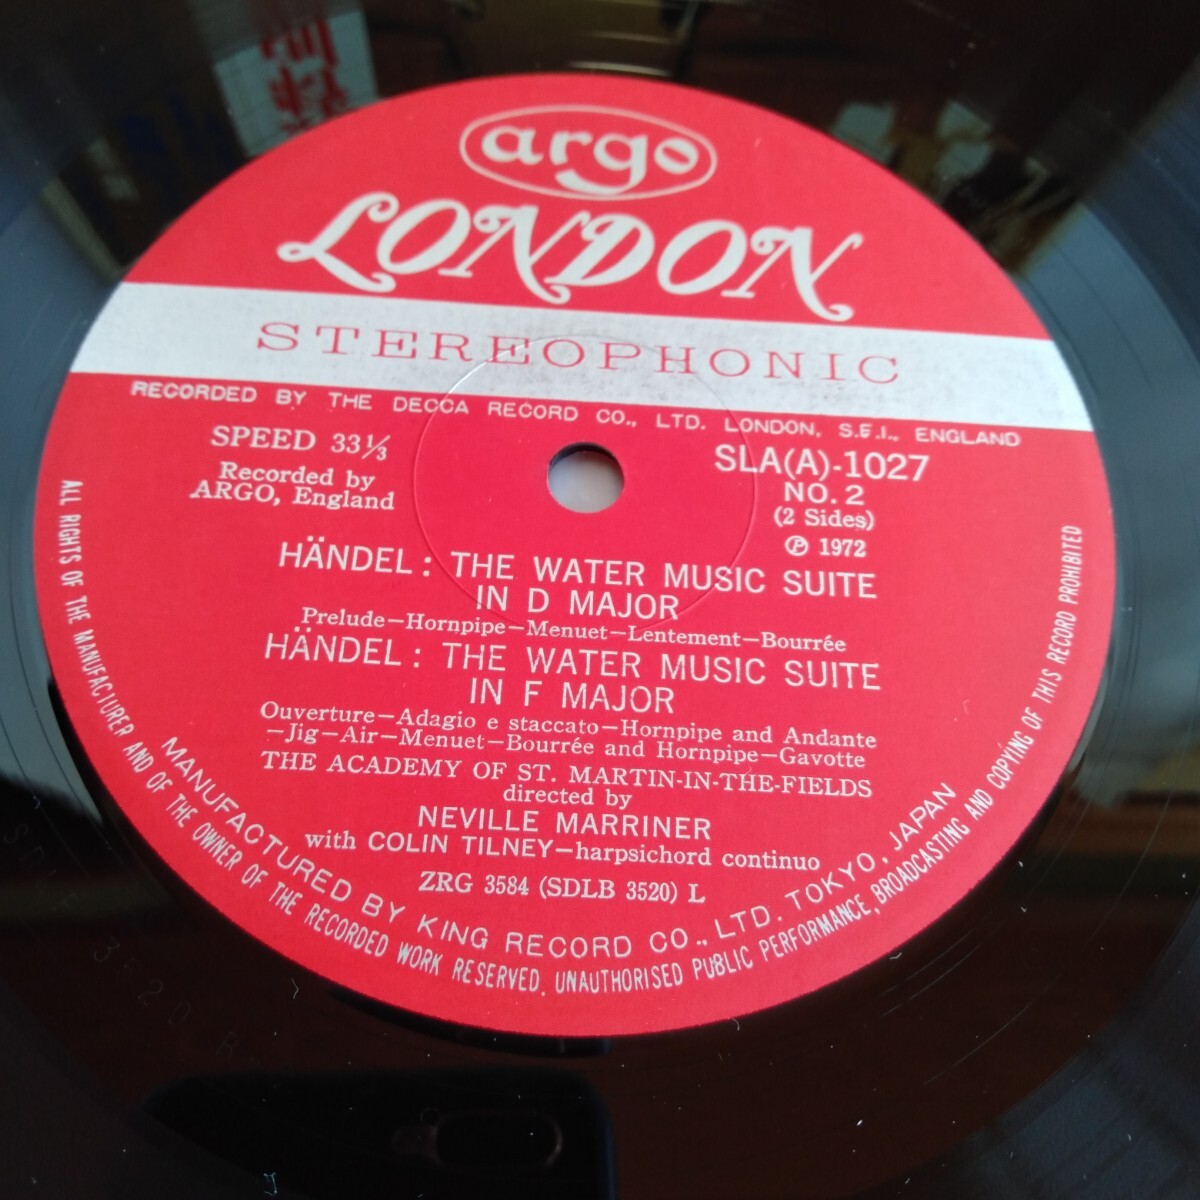 argo
LONDON
STEREOPHONIC
RECORDED BY THE DECCA RECORD CO., LTD. LONDON, S.E.I., ENGLAND
SPEED 33⅓
Recorded by
ARGO, England
SLA(A)-1027
NO. 2
(2 Sides)
℗ 1972
HÄNDEL : THE WATER MUSIC SUITE
IN D MAJOR
Prelude—Hornpipe—Menuet—Lentement—Bourrée
HÄNDEL : THE WATER MUSIC SUITE
IN F MAJOR
Ouverture—Adagio e staccato—Hornpipe and Andante
—Jig—Air—Menuet—Bourrée and Hornpipe—Gavotte
THE ACADEMY OF ST. MARTIN-IN-THE-FIELDS
directed by
NEVILLE MARRINER
with COLIN TILNEY—harpsichord continuo
ZRG 3584 (SDLB 3520) L
MANUFACTURED BY KING RECORD CO., LTD. TOKYO, JAPAN
ALL RIGHTS OF THE MANUFACTURER AND OF THE OWNER OF THE RECORDED WORK RESERVED. UNAUTHORISED PUBLIC PERFORMANCE, BROADCASTING AND COPYING OF THIS RECORD PROHIBITED